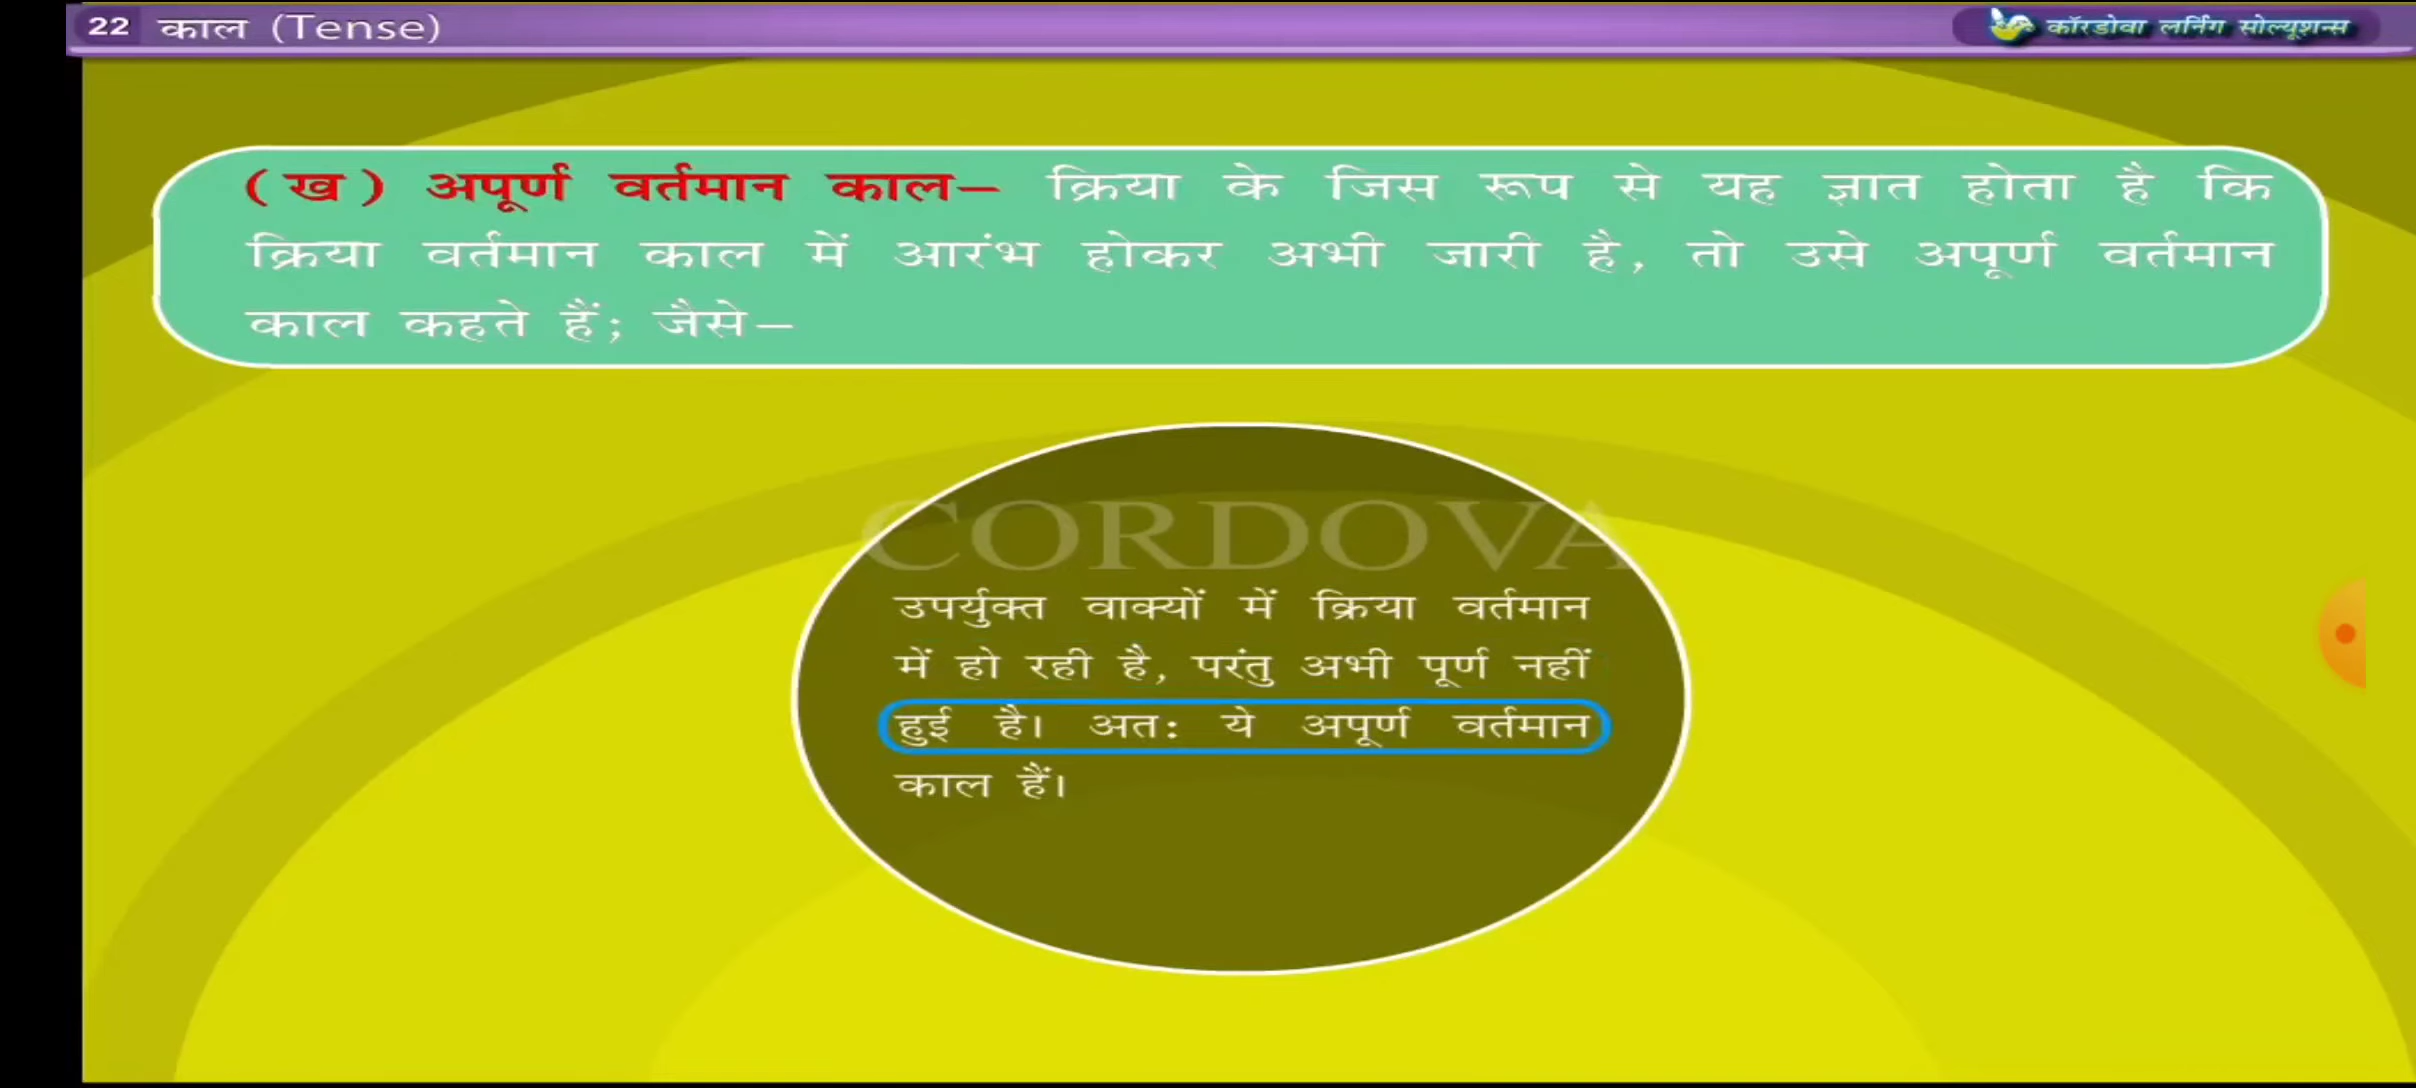 22 काल (Tense)
कॉरडोवा लर्निंग सोल्यूशन्स
(ख) अपूर्ण वर्तमान काल– क्रिया के जिस रूप से यह ज्ञात होता है कि
क्रिया वर्तमान काल में आरंभ होकर अभी जारी है, तो उसे अपूर्ण वर्तमान
काल कहते हैं; जैसे–
CORDOVA
उपर्युक्त वाक्यों में क्रिया वर्तमान
में हो रही है, परंतु अभी पूर्ण नहीं
हुई है। अतः ये अपूर्ण वर्तमान
काल हैं।